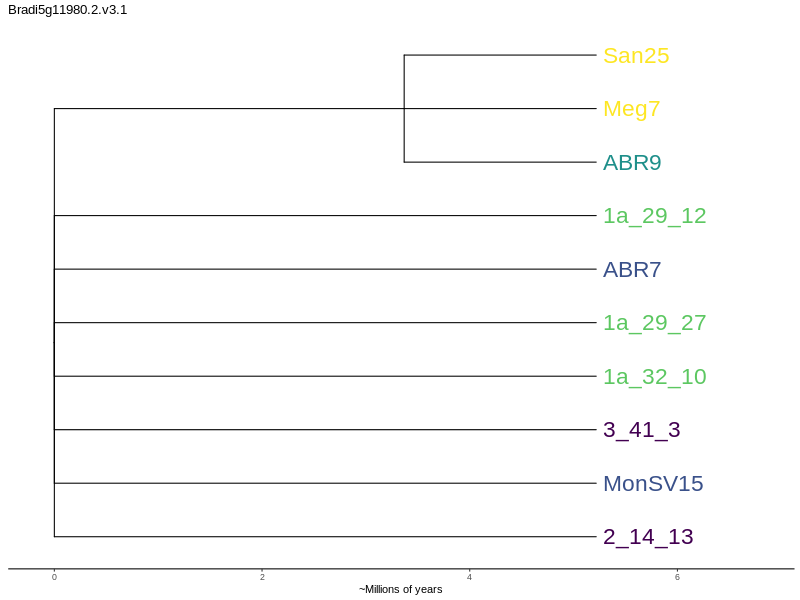 Bradi5g11980.2.v3.1
San25
Meg7
ABR9
1a_29_12
ABR7
1a_29_27
1a_32_10
3_41_3
MonSV15
2_14_13
0 2 4 6
~Millions of years